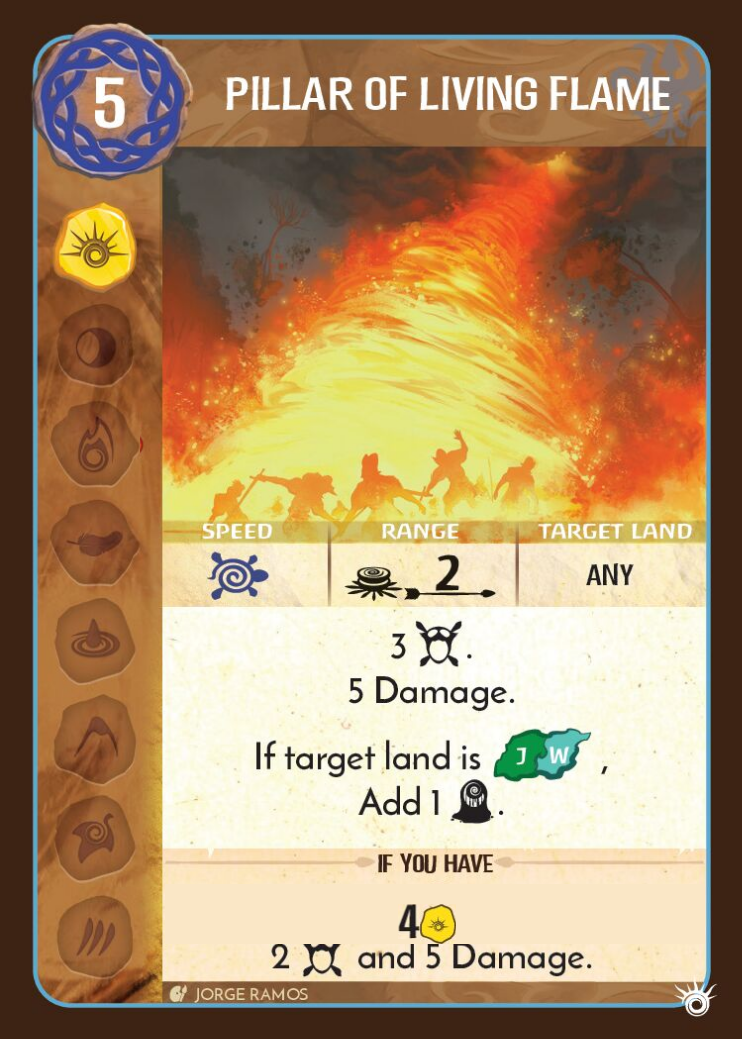 5
PILLAR OF LIVING FLAME
SPEED RANGE TARGET LAND
2 ANY
3 .
5 Damage.
If target land is J W ,
Add 1 .
IF YOU HAVE
4
2 and 5 Damage.
JORGE RAMOS